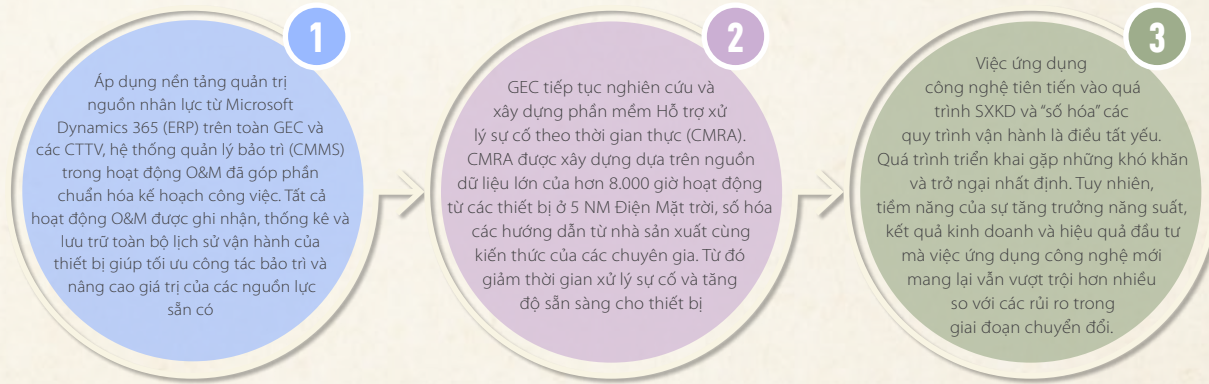 1
Áp dụng nền tảng quản trị
nguồn nhân lực từ Microsoft
Dynamics 365 (ERP) trên toàn GEC và
các CTTV, hệ thống quản lý bảo trì (CMMS)
trong hoạt động O&M đã góp phần
chuẩn hóa kế hoạch công việc. Tất cả
hoạt động O&M được ghi nhận, thống kê và
lưu trữ toàn bộ lịch sử vận hành của
thiết bị giúp tối ưu công tác bảo trì và
nâng cao giá trị của các nguồn lực
sẵn có
2
GEC tiếp tục nghiên cứu và
xây dựng phần mềm Hỗ trợ xử
lý sự cố theo thời gian thực (CMRA).
CMRA được xây dựng dựa trên nguồn
dữ liệu lớn của hơn 8.000 giờ hoạt động
từ các thiết bị ở 5 NM Điện Mặt trời, số hóa
các hướng dẫn từ nhà sản xuất cùng
kiến thức của các chuyên gia. Từ đó
giảm thời gian xử lý sự cố và tăng
độ sẵn sàng cho thiết bị
3
Việc ứng dụng
công nghệ tiên tiến vào quá
trình SXKD và “số hóa” các
quy trình vận hành là điều tất yếu.
Quá trình triển khai gặp những khó khăn
và trở ngại nhất định. Tuy nhiên,
tiềm năng của sự tăng trưởng năng suất,
kết quả kinh doanh và hiệu quả đầu tư
mà việc ứng dụng công nghệ mới
mang lại vẫn vượt trội hơn nhiều
so với các rủi ro trong
giai đoạn chuyển đổi.